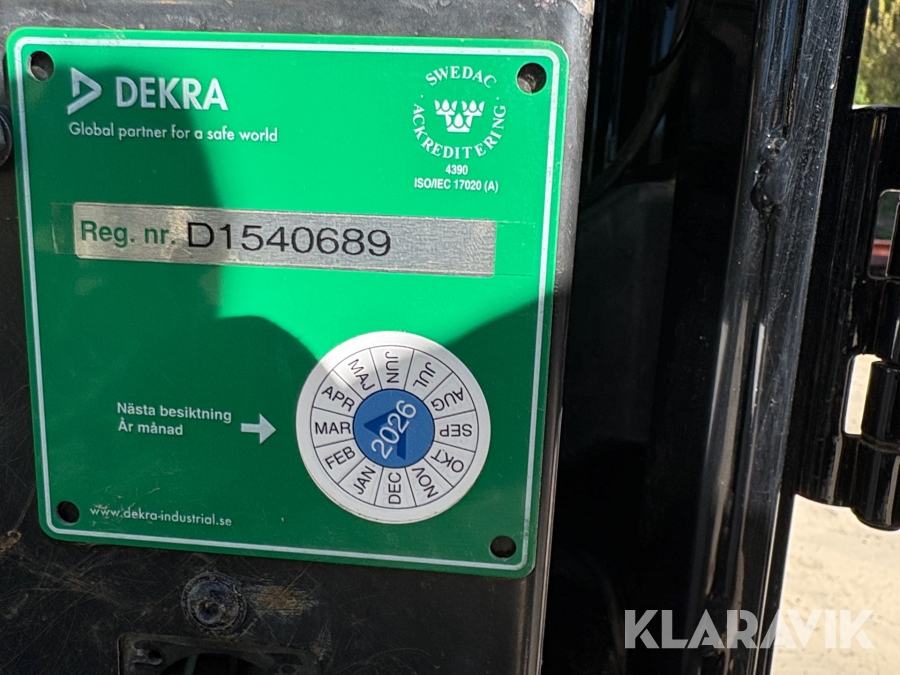 DEKRA
Global partner for a safe world
SWEDAC
ACKREDITERING
4390
ISO/IEC 17020 (A)
Reg. nr. D1540689
Nästa besiktning
År månad
JAN
FEB
MAR
APR
MAJ
JUN
JUL
AUG
SEP
OKT
NOV
DEC
2026
www.dekra-industrial.se
KLARAVIK